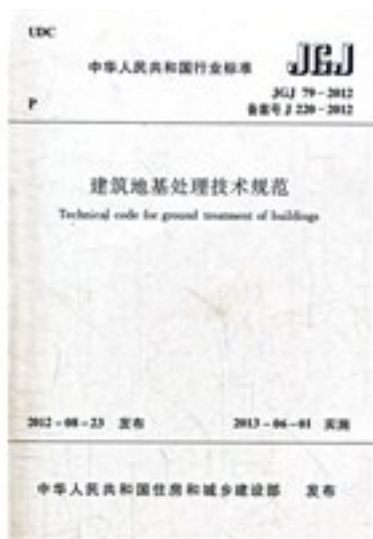 UDC
中华人民共和国行业标准
JGJ
JGJ 79-2012
P
备案号 J 220-2012
建筑地基处理技术规范
Technical code for ground treatment of buildings
2012-08-23 发布
2013-06-01 实施
中华人民共和国住房和城乡建设部 发布